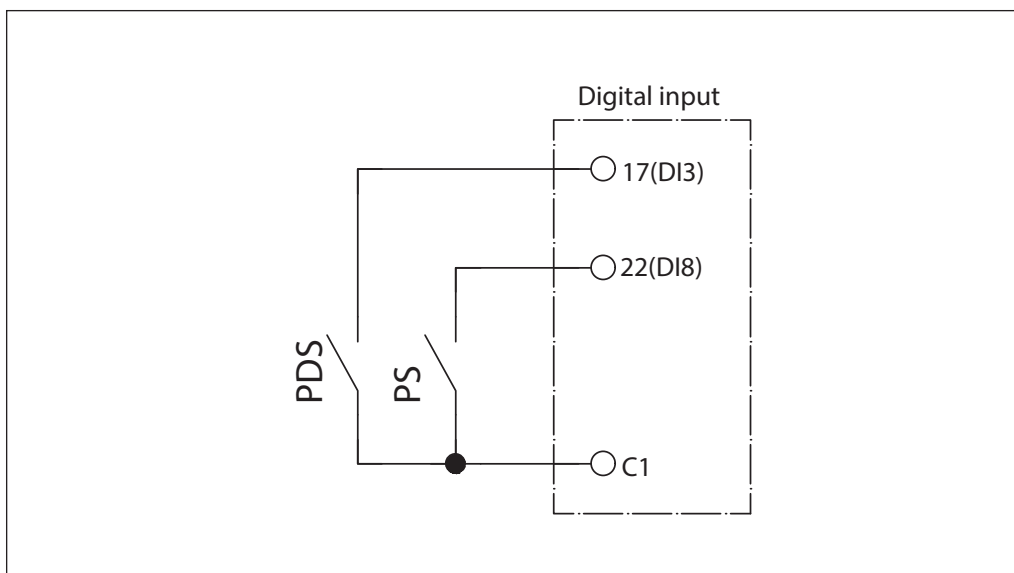 Digital input
17(DI3)
22(DI8)
PDS
PS
C1